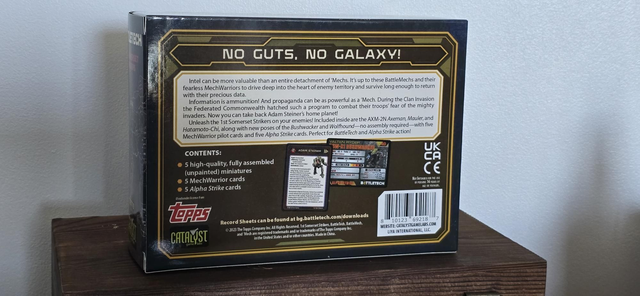 NO GUTS, NO GALAXY!
Intel can be more valuable than an entire detachment of 'Mechs. It's up to these BattleMechs and their
fearless MechWarriors to drive deep into the heart of enemy territory and survive long enough to return
with their precious data.
Information is ammunition! And propaganda can be as powerful as a 'Mech. During the Clan Invasion
the Federated Commonwealth hatched such a program to combat their troops' fear of the mighty
invaders. Now you can take back Adam Steiner's home planet!
Unleash the 1st Somerset Strikers on your enemies! Included inside are the AXM-2N Axeman, Mauler, and
Hatamoto-Chi, along with new poses of the Bushwacker and Wolfhound—no assembly required—with five
MechWarrior pilot cards and five Alpha Strike cards. Perfect for BattleTech and Alpha Strike action!
CONTENTS:
• 5 high-quality, fully assembled
(unpainted) miniatures
• 5 MechWarrior cards
• 5 Alpha Strike cards
Topps
CATALYST
Record Sheets can be found at bg.battletech.com/downloads
BATTLETECH
UK
CA
CE
WEBSITE: CATALYSTGAMELABS.COM